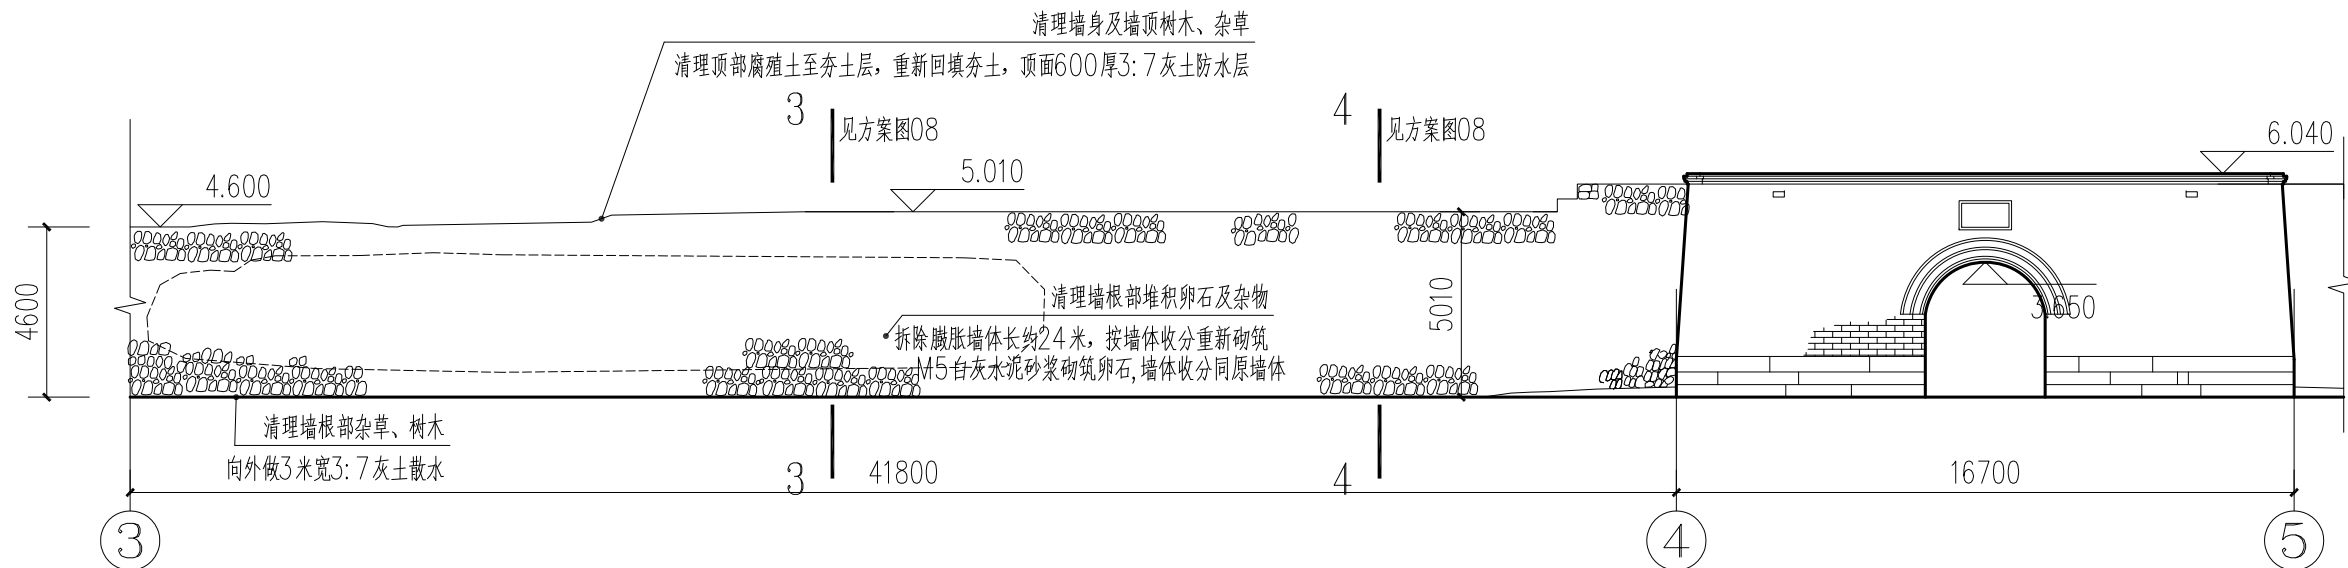 清理墙身及墙顶树木、杂草
清理顶部腐殖土至夯土层，重新回填夯土，顶面600厚3:7灰土防水层
3
见方案图08
4
见方案图08
6.040
4.600
5.010
4600
5010
清理墙根部堆积卵石及杂物
拆除膨胀墙体长约24米，按墙体收分重新砌筑
M5白灰水泥砂浆砌筑卵石,墙体收分同原墙体
3.650
清理墙根部杂草、树木
向外做3米宽3:7灰土散水
3
41800
4
16700
3
4
5